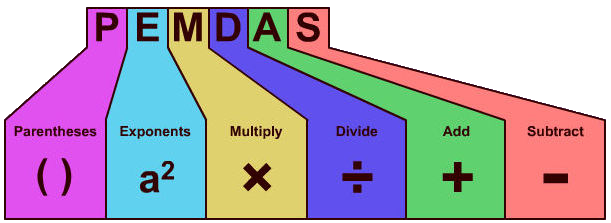 PEMDAS
Parentheses Exponents Multiply Divide Add Subtract
( ) a² × ÷ + -